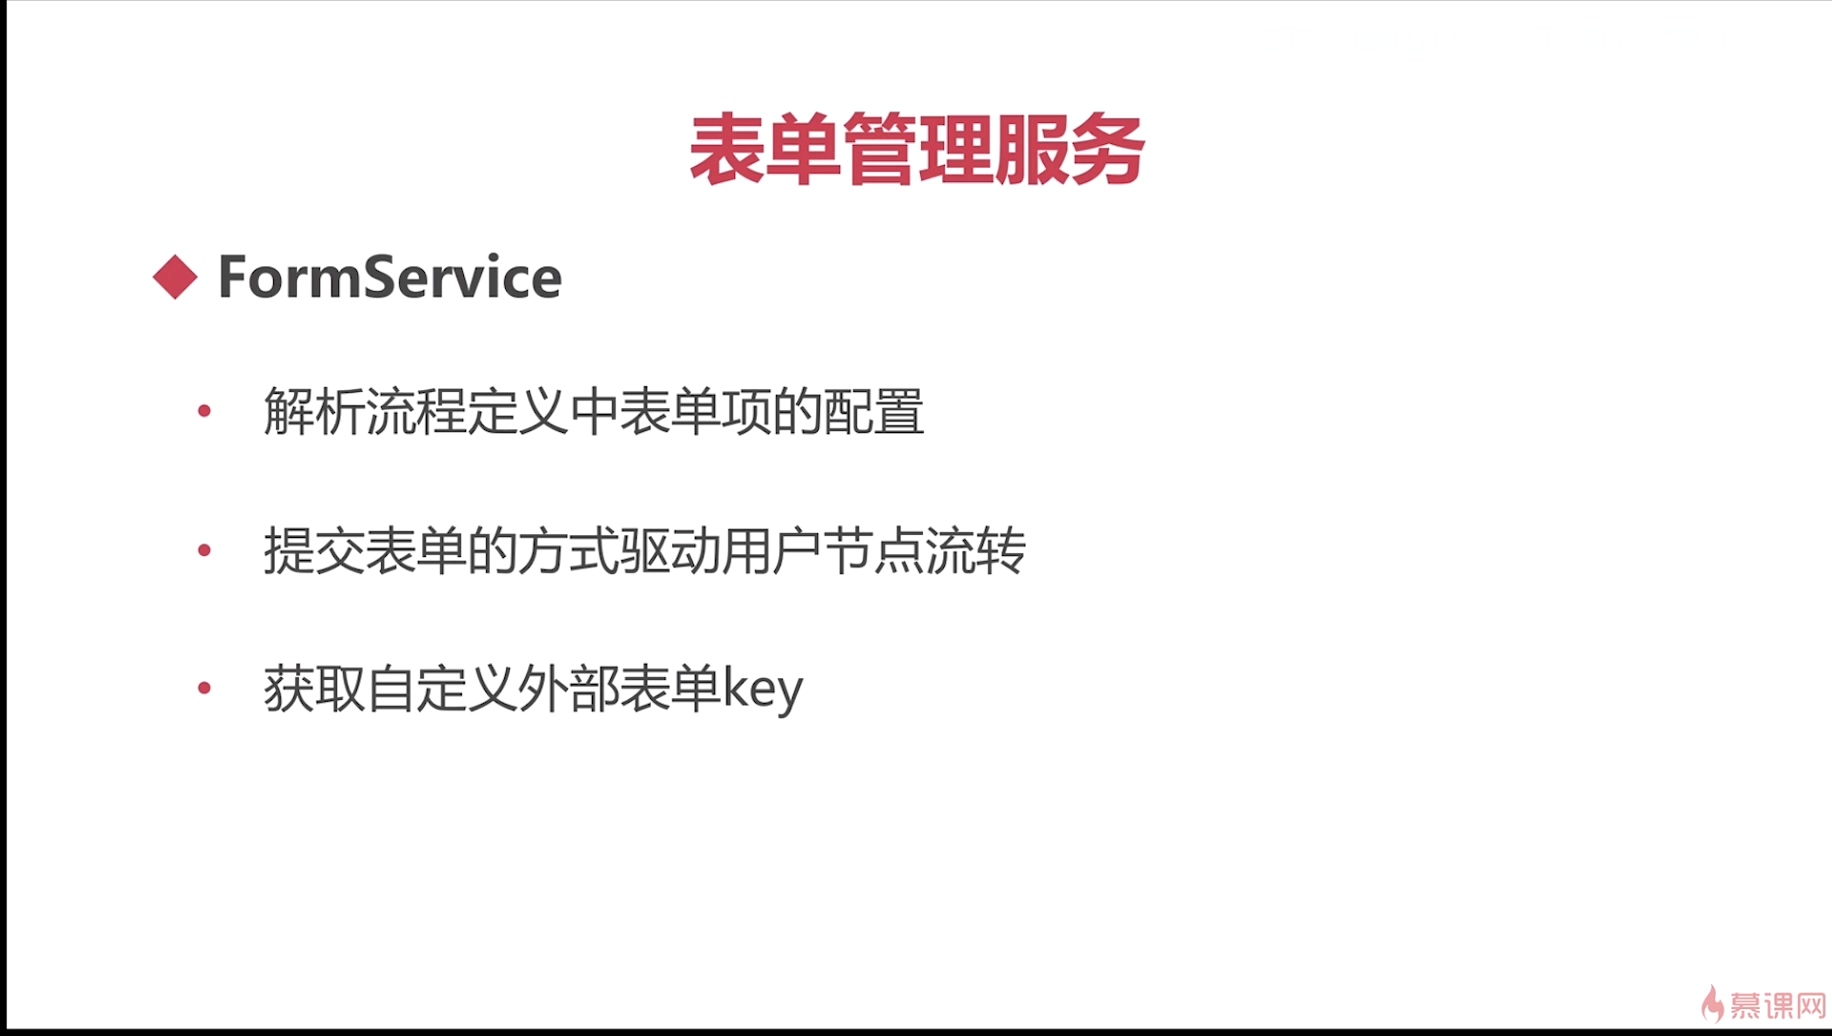 表单管理服务
FormService
解析流程定义中表单项的配置
提交表单的方式驱动用户节点流转
获取自定义外部表单key
慕课网